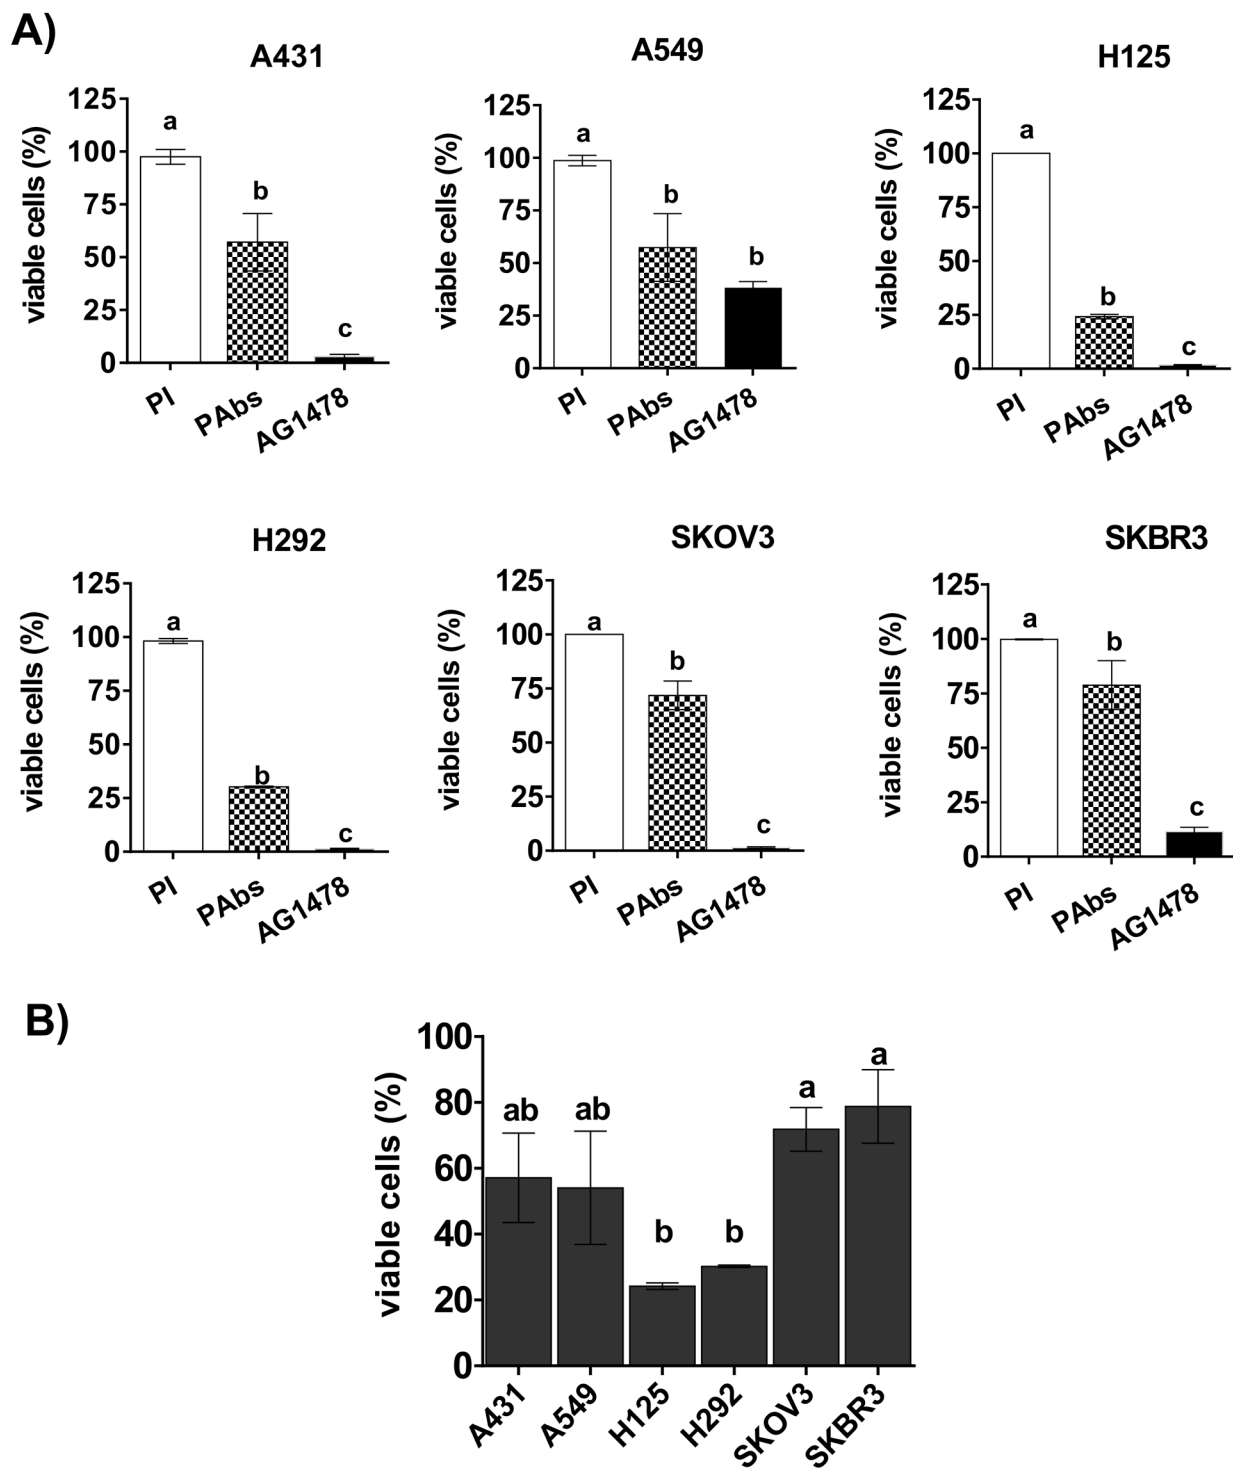 A)
A431
viable cells (%)
125
100
75
50
25
0
a
b
c
PI
PAbs
AG1478
A549
viable cells (%)
125
100
75
50
25
0
a
b
b
PI
PAbs
AG1478
H125
viable cells (%)
125
100
75
50
25
0
a
b
c
PI
PAbs
AG1478
H292
viable cells (%)
125
100
75
50
25
0
a
b
c
PI
PAbs
AG1478
SKOV3
viable cells (%)
125
100
75
50
25
0
a
b
c
PI
PAbs
AG1478
SKBR3
viable cells (%)
125
100
75
50
25
0
a
b
c
PI
PAbs
AG1478
B)
viable cells (%)
100
80
60
40
20
0
ab
ab
b
b
a
a
A431
A549
H125
H292
SKOV3
SKBR3